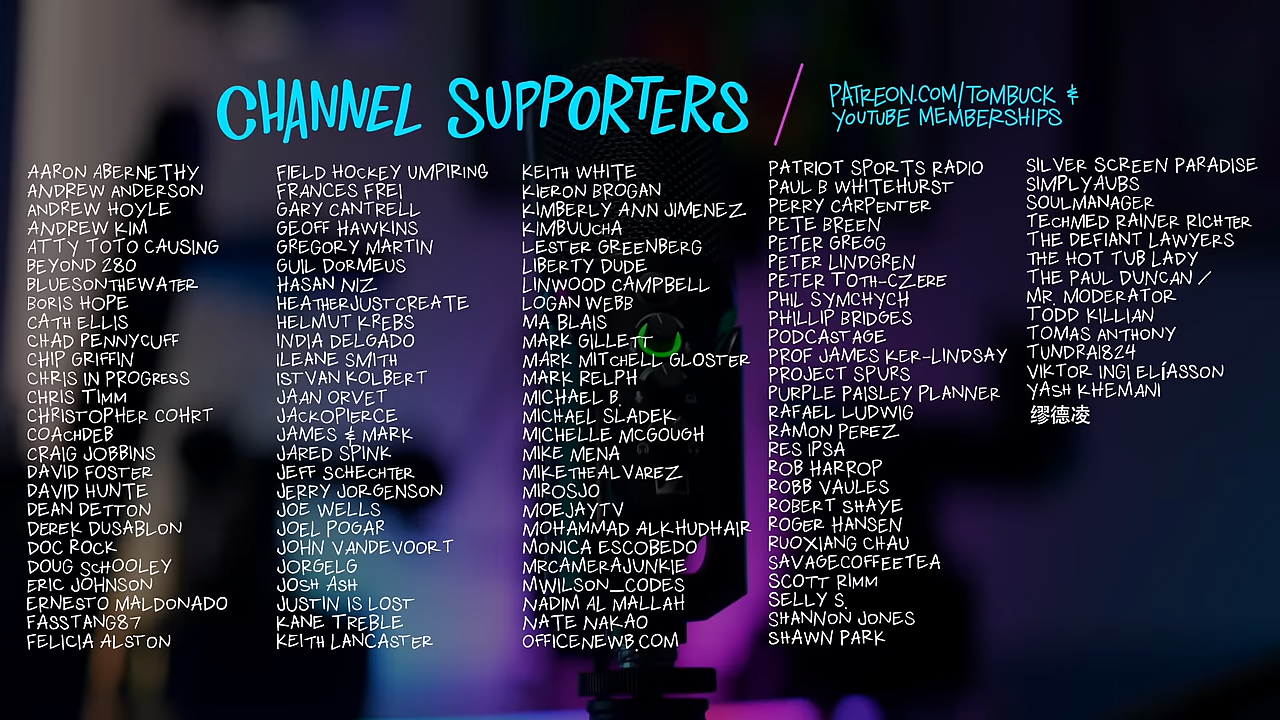 CHANNEL SUPPORTERS
PATREON.COM/TOMBUCK &
YOUTUBE MEMBERSHIPS
AARON ABERNETHY
ANDREW ANDERSON
ANDREW HOYLE
ANDREW KIM
ATTY TOTO CAUSING
BEYOND 280
BLUESONTHEWATER
BORIS HOPE
CATH ELLIS
CHAD PENNYCUFF
CHIP GRIFFIN
CHRIS IN PROGRESS
CHRIS TIMM
CHRISTOPHER COHRT
COACHDEB
CRAIG JOBBINS
DAVID FOSTER
DAVID HUNTE
DEAN DETTON
DEREK DUSABLON
DOC ROCK
DOUG SCHOOLEY
ERIC JOHNSON
ERNESTO MALDONADO
FASSTANG87
FELICIA ALSTON
FIELD HOCKEY UMPIRING
FRANCES FREI
GARY CANTRELL
GEOFF HAWKINS
GREGORY MARTIN
GUIL DORMEUS
HASAN NIZ
HEATHERJUSTCREATE
HELMUT KREBS
INDIA DELGADO
ILEANE SMITH
ISTVAN KOLBERT
JAAN ORVET
JACKOPIERCE
JAMES & MARK
JARED SPINK
JEFF SCHECHTER
JERRY JORGENSON
JOE WELLS
JOEL POGAR
JOHN VANDEVOORT
JORGELG
JOSH ASH
JUSTIN IS LOST
KANE TREBLE
KEITH LANCASTER
KEITH WHITE
KIERON BROGAN
KIMBERLY ANN JIMENEZ
KIMBUUCHA
LESTER GREENBERG
LIBERTY DUDE
LINWOOD CAMPBELL
LOGAN WEBB
MA BLAIS
MARK GILLETT
MARK MITCHELL GLOSTER
MARK RELPH
MICHAEL B.
MICHAEL SLADEK
MICHELLE MCGOUGH
MIKE MENA
MIKETHEALVAREZ
MIROSJO
MOEJAYTV
MOHAMMAD ALKHUDHAIR
MONICA ESCOBEDO
MRCAMERAJUNKIE
MWILSON_CODES
NADIM AL MALLAH
NATE NAKAO
OFFICENEWB.COM
PATRIOT SPORTS RADIO
PAUL B WHITEHURST
PERRY CARPENTER
PETE BREEN
PETER GREGG
PETER LINDGREN
PETER TOTH-CZERE
PHIL SYMCHYCH
PHILLIP BRIDGES
PODCASTAGE
PROF JAMES KER-LINDSAY
PROJECT SPURS
PURPLE PAISLEY PLANNER
RAFAEL LUDWIG
RAMON PEREZ
RES IPSA
ROB HARROP
ROBB VAULES
ROBERT SHAYE
ROGER HANSEN
RUOXIANG CHAU
SAVAGECOFFEETEA
SCOTT RIMM
SELLY S.
SHANNON JONES
SHAWN PARK
SILVER SCREEN PARADISE
SIMPLYAUBS
SOULMANAGER
TECHMED RAINER RICHTER
THE DEFIANT LAWYERS
THE HOT TUB LADY
THE PAUL DUNCAN /
MR. MODERATOR
TODD KILLIAN
TOMAS ANTHONY
TUNDRA1824
VIKTOR INGI ELÍASSON
YASH KHEMANI
缪德凌